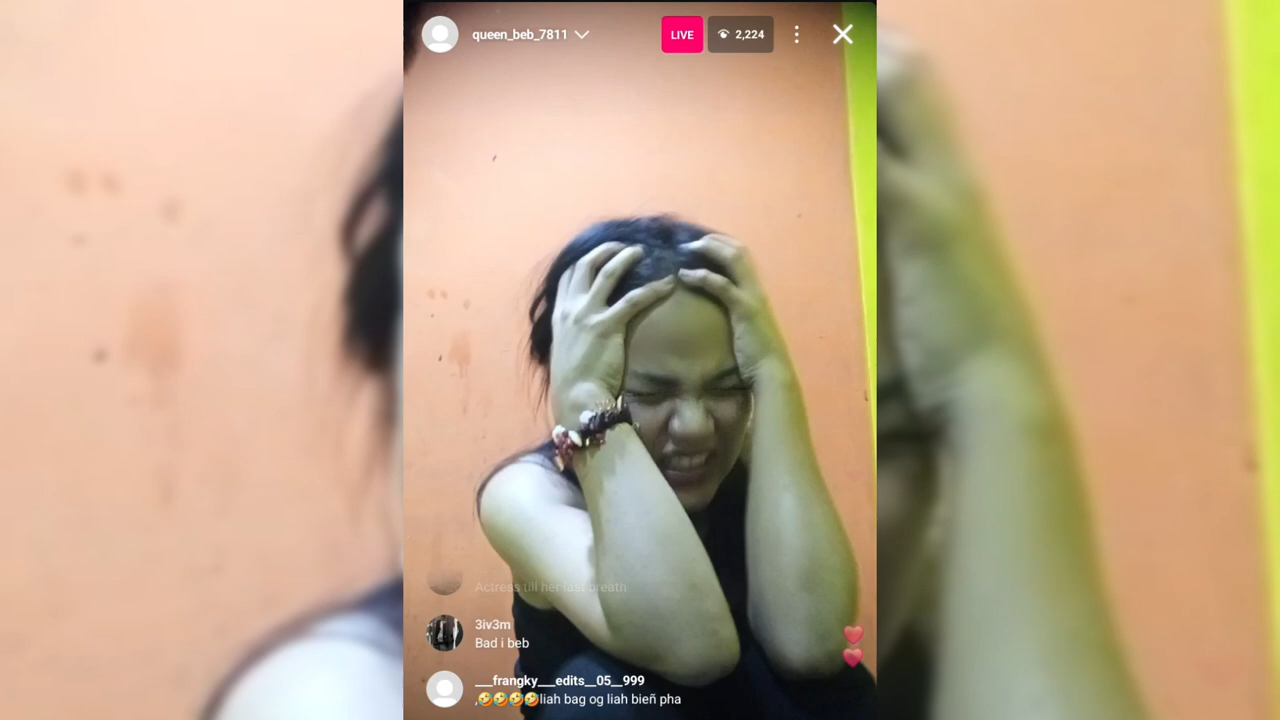 queen_beb_7811
LIVE
2,224
Actress till her last breath
3iv3m
Bad i beb
___frangky___edits__05__999
,🤣🤣🤣🤣liah bag og liah bieñ pha